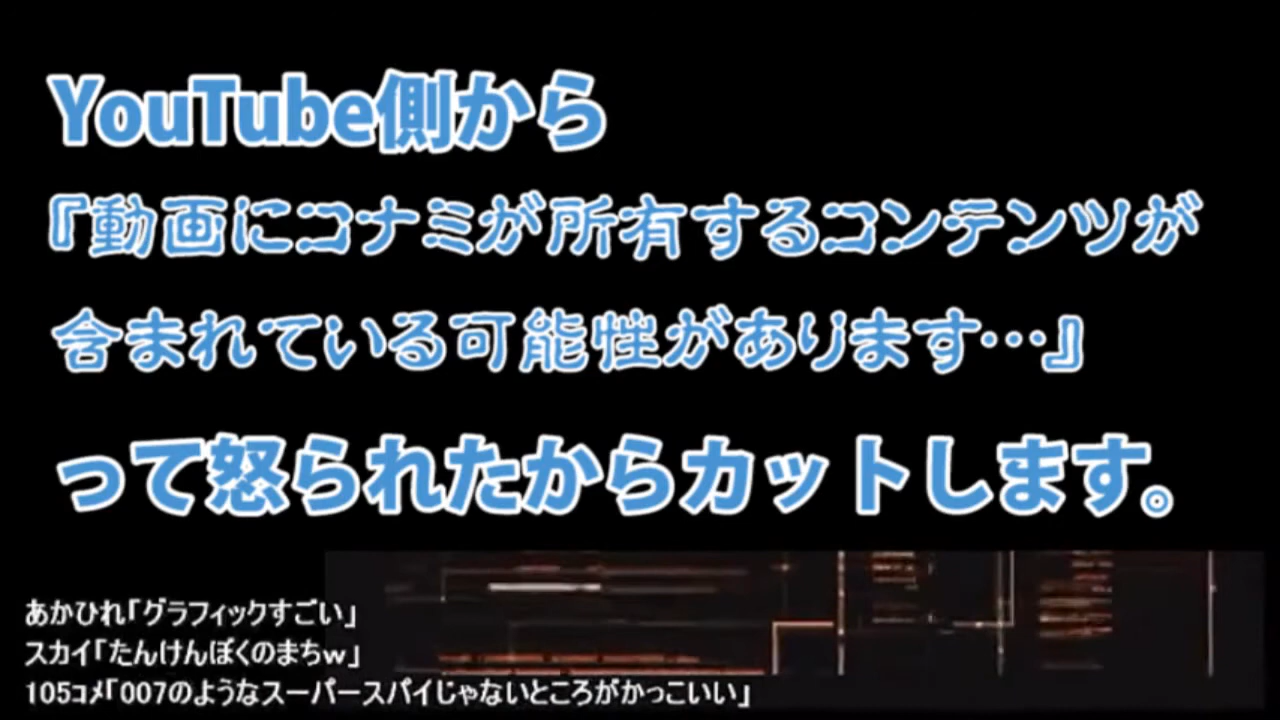 YouTube側から
『動画にコナミが所有するコンテンツが
含まれている可能性があります…』
って怒られたからカットします。
あかひれ｢グラフィックすごい｣
スカイ｢たんけんぼくのまちｗ｣
105ｺﾒ｢007のようなスーパースパイじゃないところがかっこいい｣